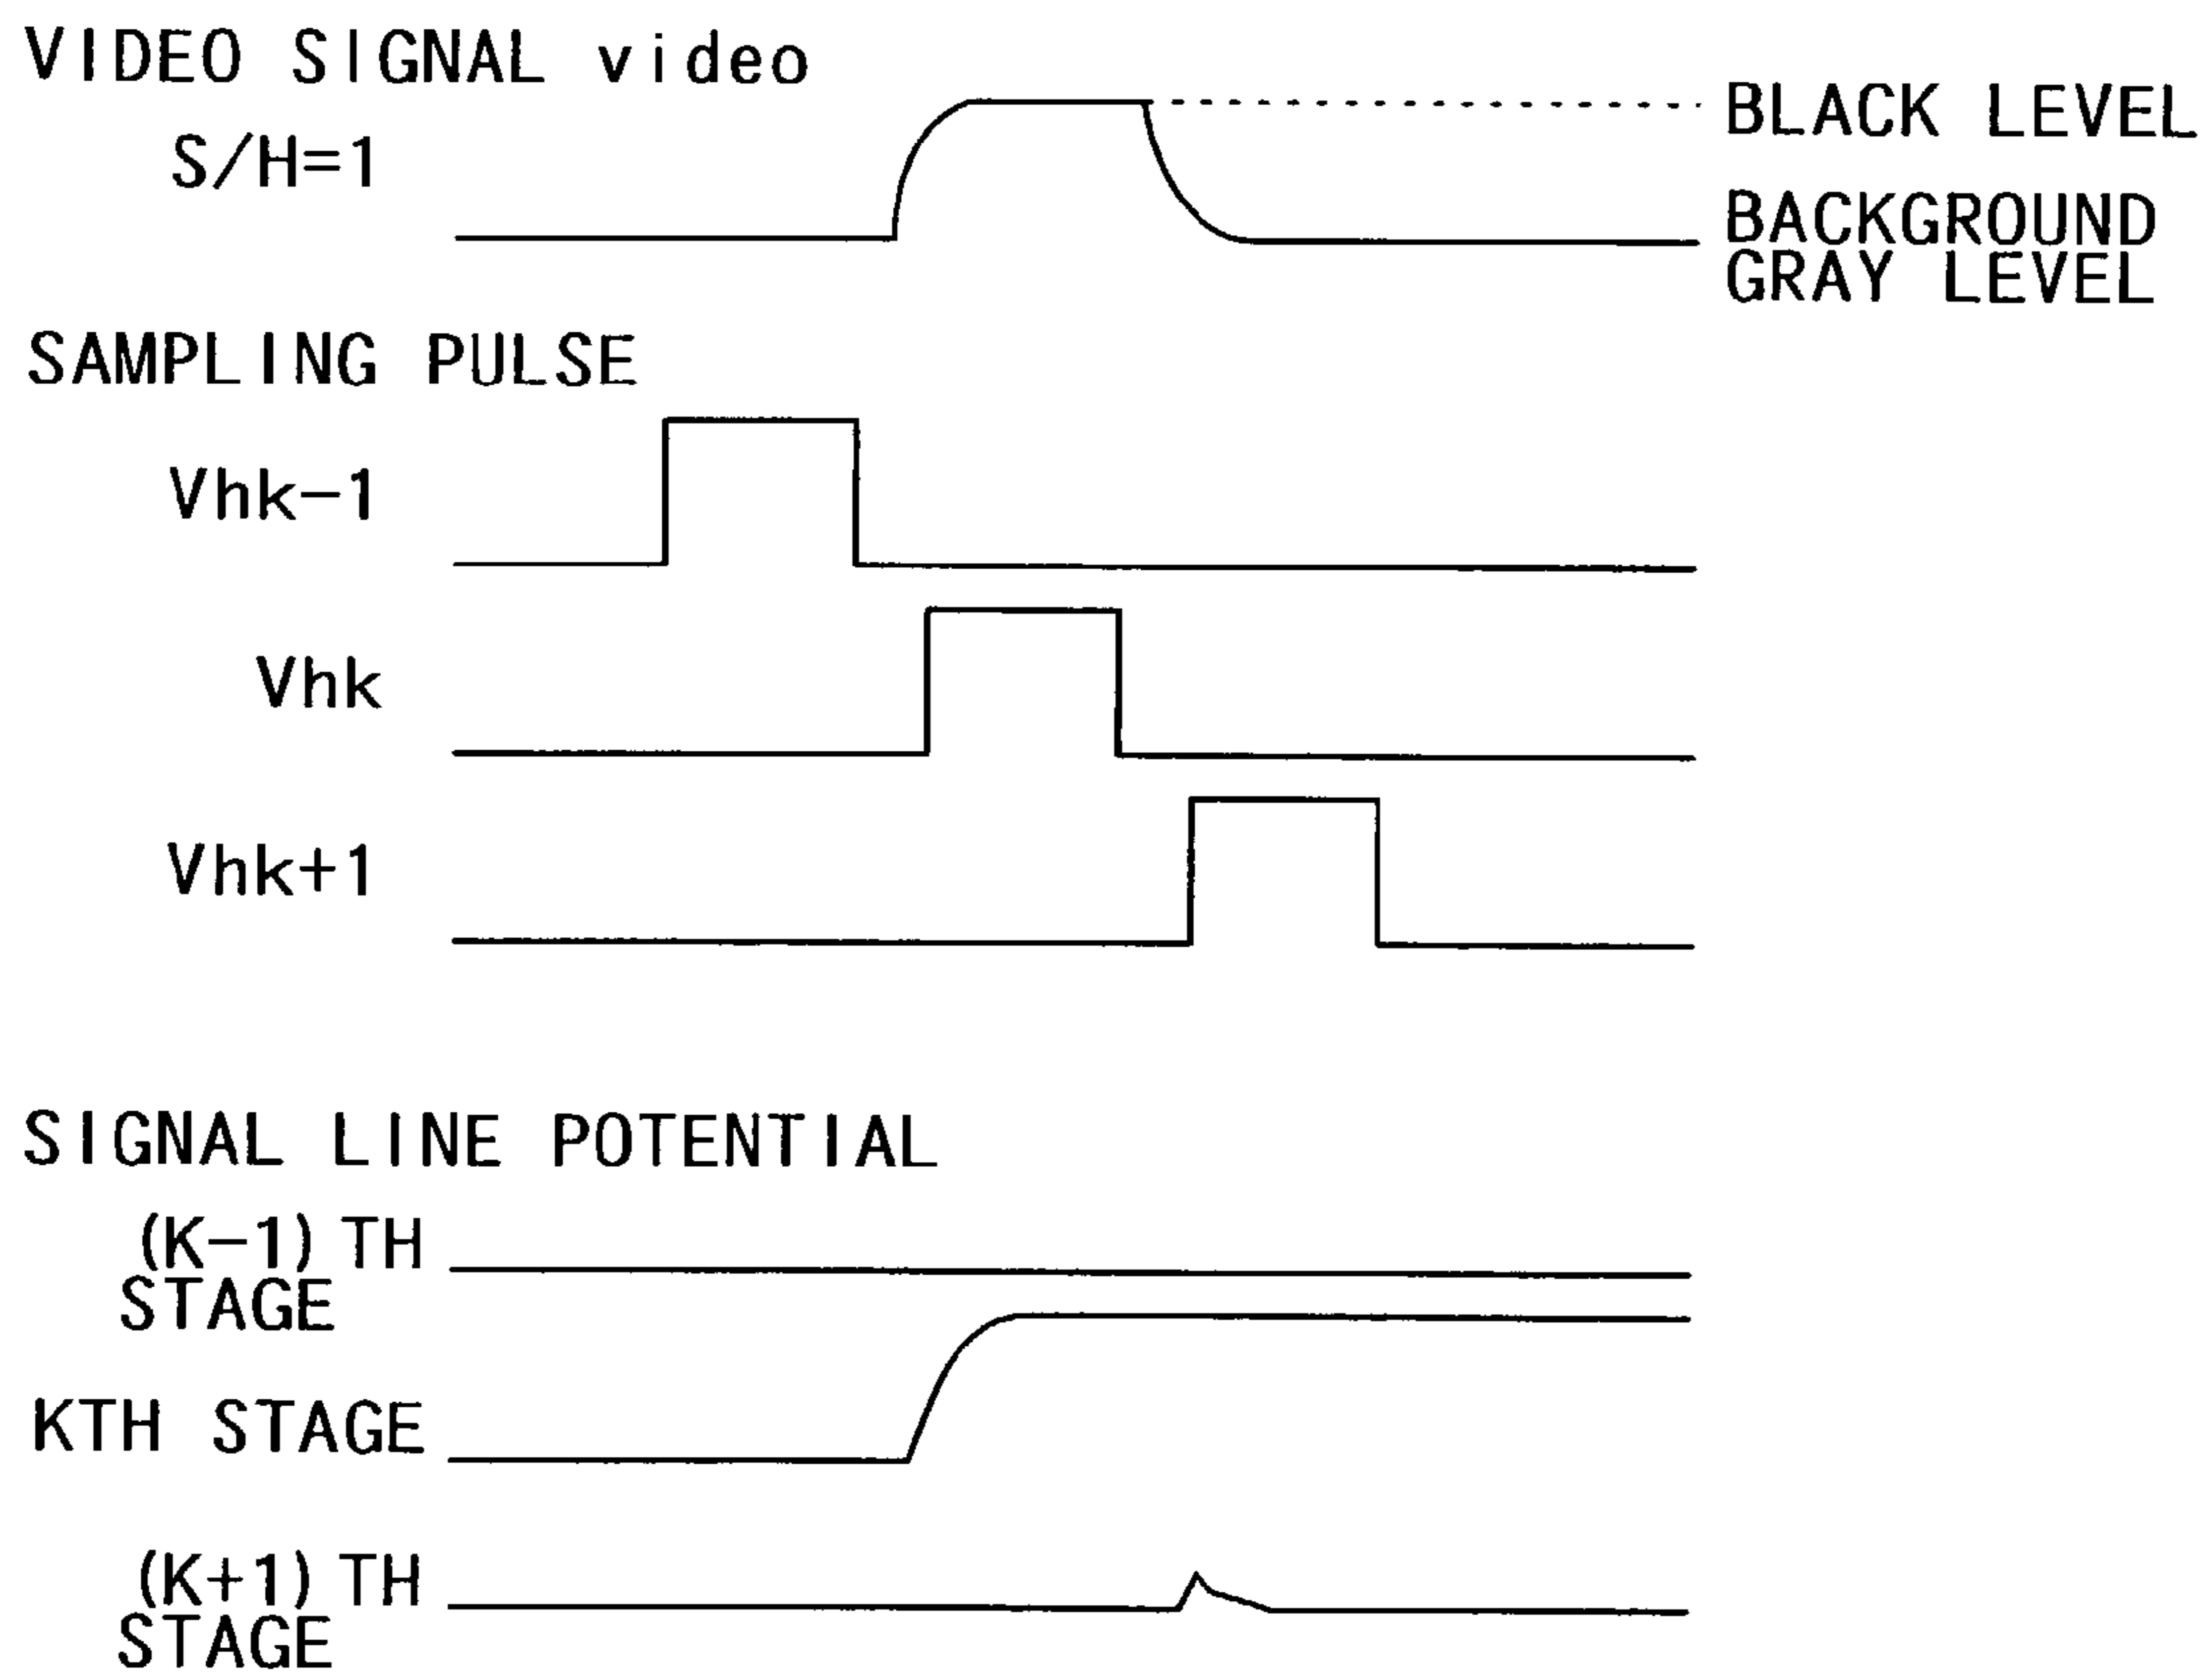 VIDEO SIGNAL video
BLACK LEVEL
S/H=1
BACKGROUND
GRAY LEVEL
SAMPLING PULSE
Vhk-1
Vhk
Vhk+1
SIGNAL LINE POTENTIAL
(K-1) TH
STAGE
KTH STAGE
(K+1) TH
STAGE